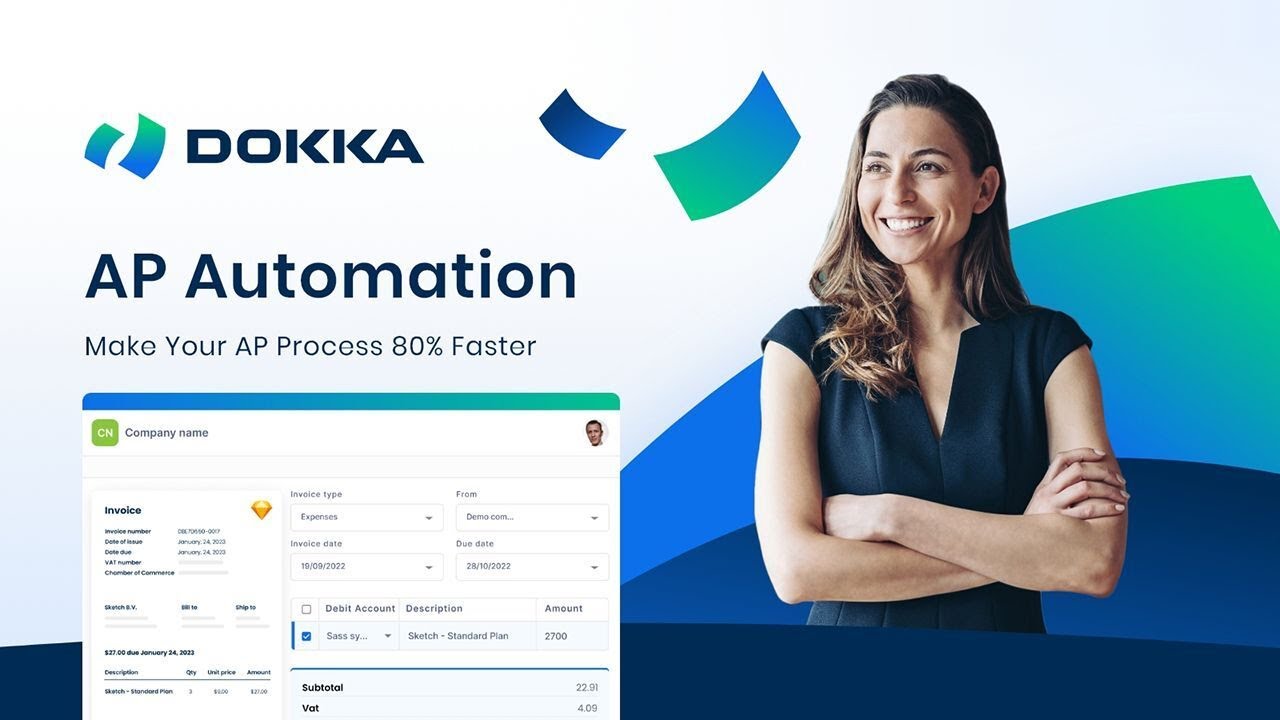 DOKKA
AP Automation
Make Your AP Process 80% Faster
CN Company name
Invoice
Invoice number DBE7D650-0017
Date of issue January, 24, 2023
Date due January, 24, 2023
VAT number
Chamber of Commerce
Sketch B.V. Bill to Ship to
$27.00 due January 24, 2023
Description Qty Unit price Amount
Sketch - Standard Plan 3 $9.00 $27.00
Invoice type From
Expenses Demo com...
Invoice date Due date
19/09/2022 28/10/2022
Debit Account Description Amount
Sass sy... Sketch - Standard Plan 2700
Subtotal 22.91
Vat 4.09